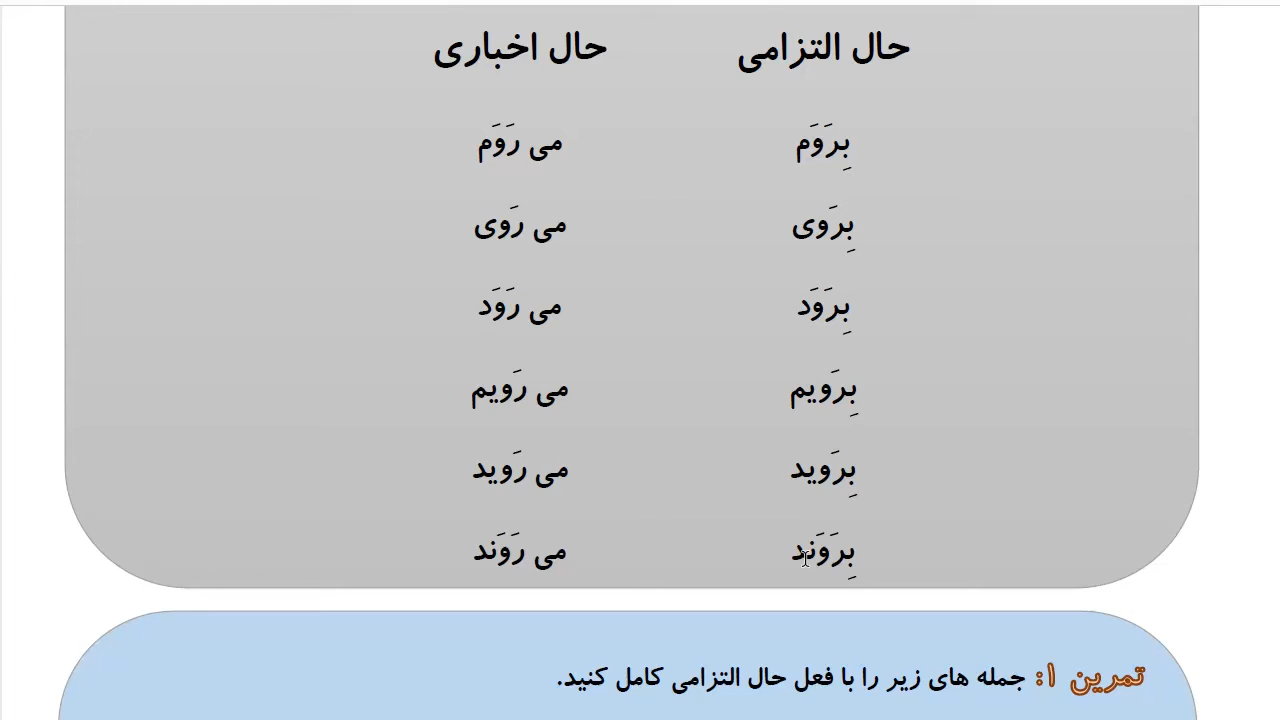 حال التزامی حال اخباری
بِرَوَم می رَوَم
بِرَوی می رَوی
بِرَوَد می رَوَد
بِرَویم می رَویم
بِرَوید می رَوید
بِرَوَند می رَوَند
تمرین ۱: جمله های زیر را با فعل حال التزامی کامل کنید.